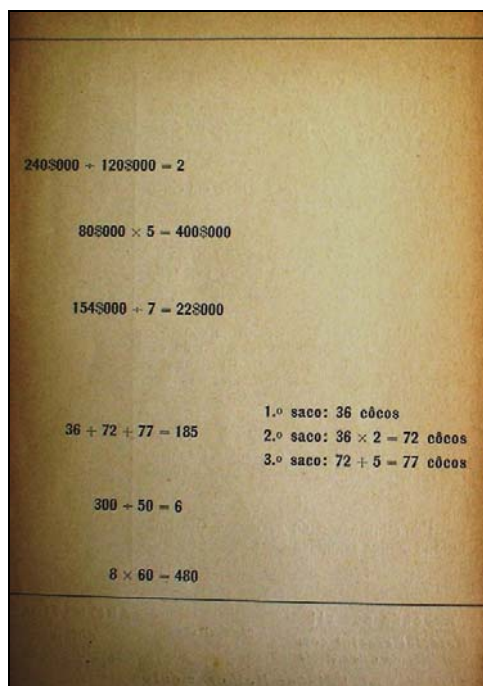 240$000 ÷ 120$000 = 2
80$000 × 5 = 400$000
154$000 ÷ 7 = 22$000
36 + 72 + 77 = 185
1.º saco: 36 côcos
2.º saco: 36 × 2 = 72 côcos
3.º saco: 72 + 5 = 77 côcos
300 ÷ 50 = 6
8 × 60 = 480